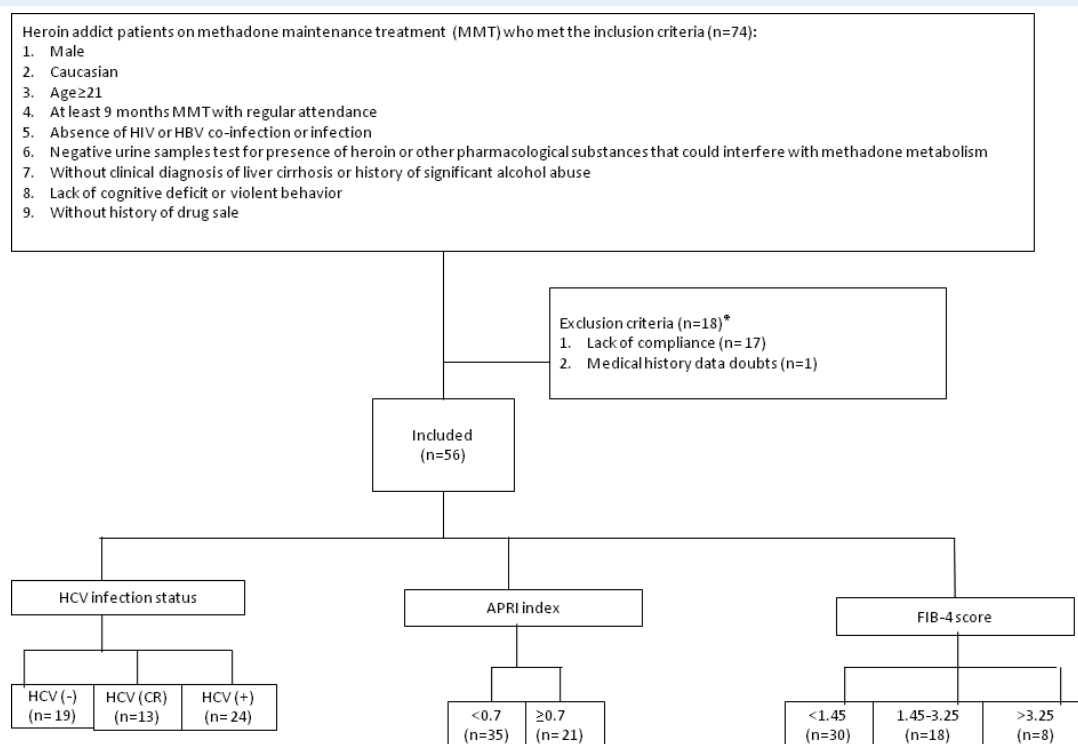 Heroin addict patients on methadone maintenance treatment (MMT) who met the inclusion criteria (n=74):
1. Male
2. Caucasian
3. Age≥21
4. At least 9 months MMT with regular attendance
5. Absence of HIV or HBV co-infection or infection
6. Negative urine samples test for presence of heroin or other pharmacological substances that could interfere with methadone metabolism
7. Without clinical diagnosis of liver cirrhosis or history of significant alcohol abuse
8. Lack of cognitive deficit or violent behavior
9. Without history of drug sale
Exclusion criteria (n=18)*
1. Lack of compliance (n=17)
2. Medical history data doubts (n=1)
Included
(n=56)
HCV infection status
HCV (-)
(n=19)
HCV (CR)
(n=13)
HCV (+)
(n=24)
APRI index
<0.7
(n=35)
≥0.7
(n=21)
FIB-4 score
<1.45
(n=30)
1.45-3.25
(n=18)
>3.25
(n=8)